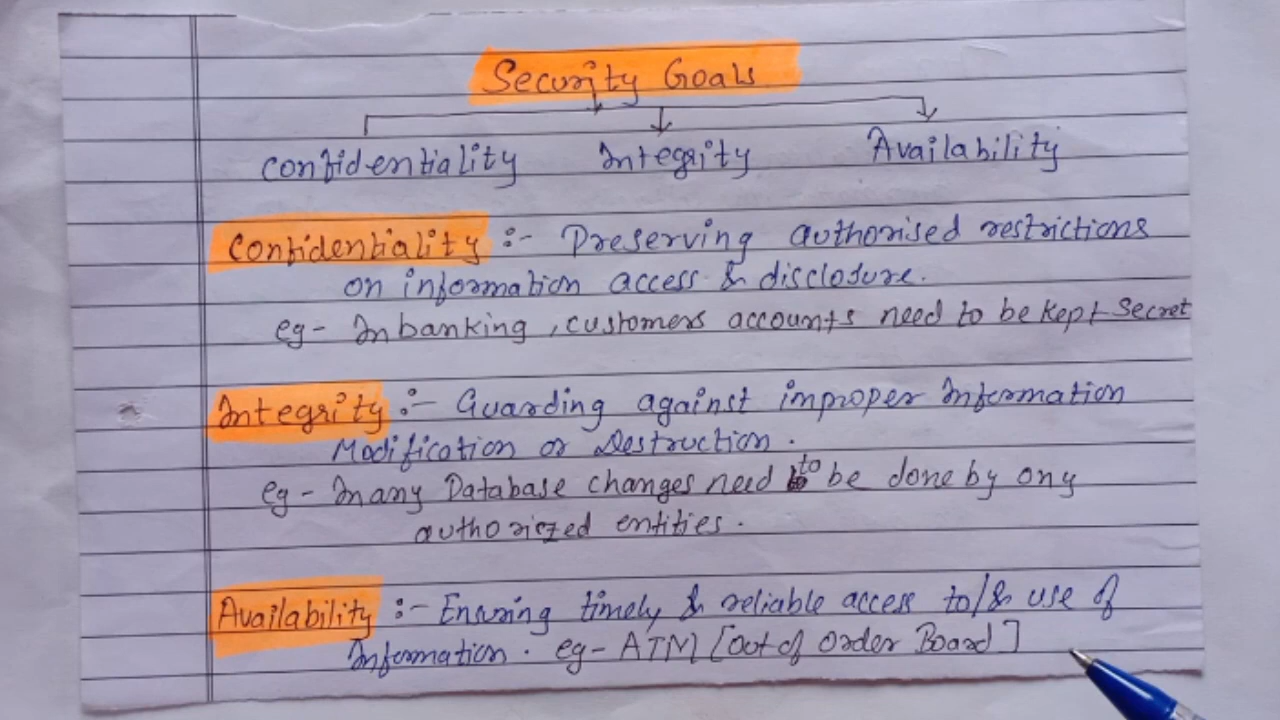 Security Goals
Confidentiality Integrity Availability
Confidentiality :- Preserving authorised restrictions
on information access & disclosure.
eg- In banking, customers accounts need to be kept Secret
Integrity :- Guarding against improper Information
Modification or Destruction.
eg- In any Database changes need to be done by ony
authorized entities.
Availability :- Ensuring timely & reliable access to/& use of
Information. eg- ATM [Out of Order Board]